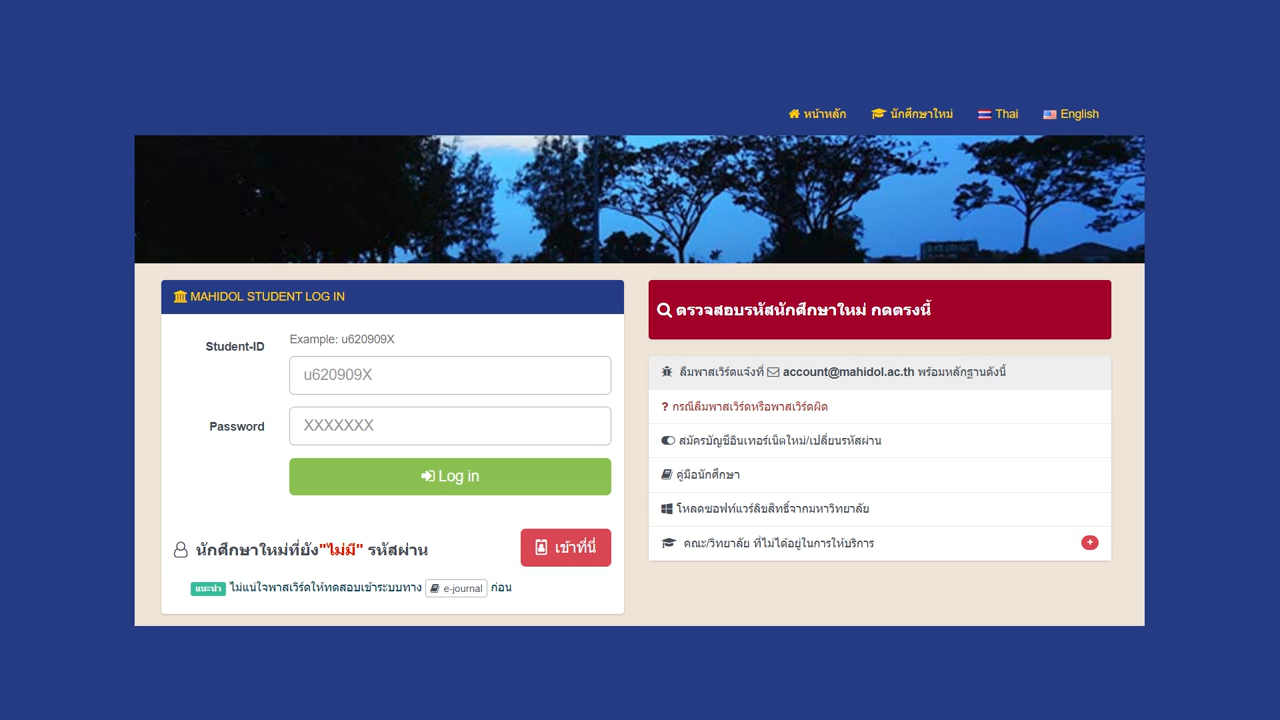 หน้าหลัก นักศึกษาใหม่ Thai English
MAHIDOL STUDENT LOG IN
Student-ID
Example: u620909X
u620909X
Password
XXXXXXX
Log in
นักศึกษาใหม่ที่ยัง"ไม่มี" รหัสผ่าน
เข้าที่นี่
แนะนำ ไม่แน่ใจพาสเวิร์ดให้ทดสอบเข้าระบบทาง e-journal ก่อน
ตรวจสอบรหัสนักศึกษาใหม่ กดตรงนี้
ลืมพาสเวิร์ดแจ้งที่ account@mahidol.ac.th พร้อมหลักฐานดังนี้
? กรณีลืมพาสเวิร์ดหรือพาสเวิร์ดผิด
สมัครบัญชีอินเทอร์เน็ตใหม่/เปลี่ยนรหัสผ่าน
คู่มือนักศึกษา
โหลดซอฟท์แวร์ลิขสิทธิ์จากมหาวิทยาลัย
คณะ/วิทยาลัย ที่ไม่ได้อยู่ในการให้บริการ +